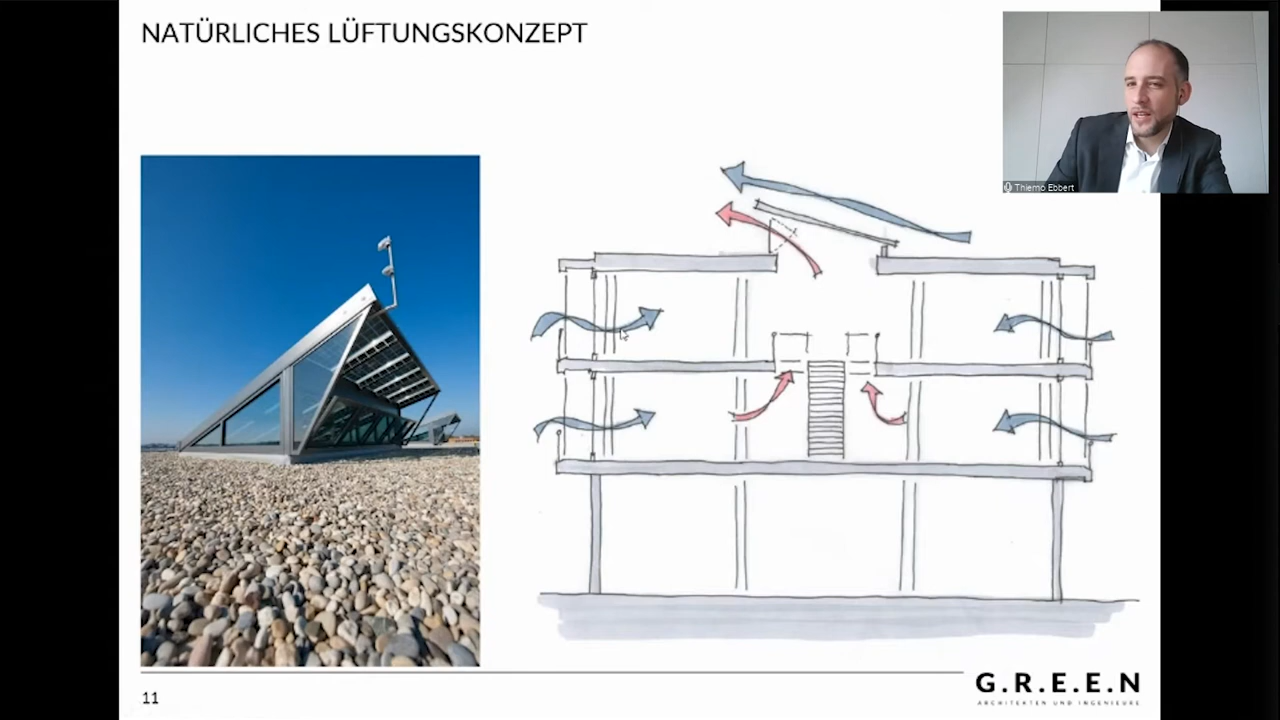 NATÜRLICHES LÜFTUNGSKONZEPT
Thiemo Ebbert
11
G.R.E.E.N
ARCHITEKTEN UND INGENIEURE